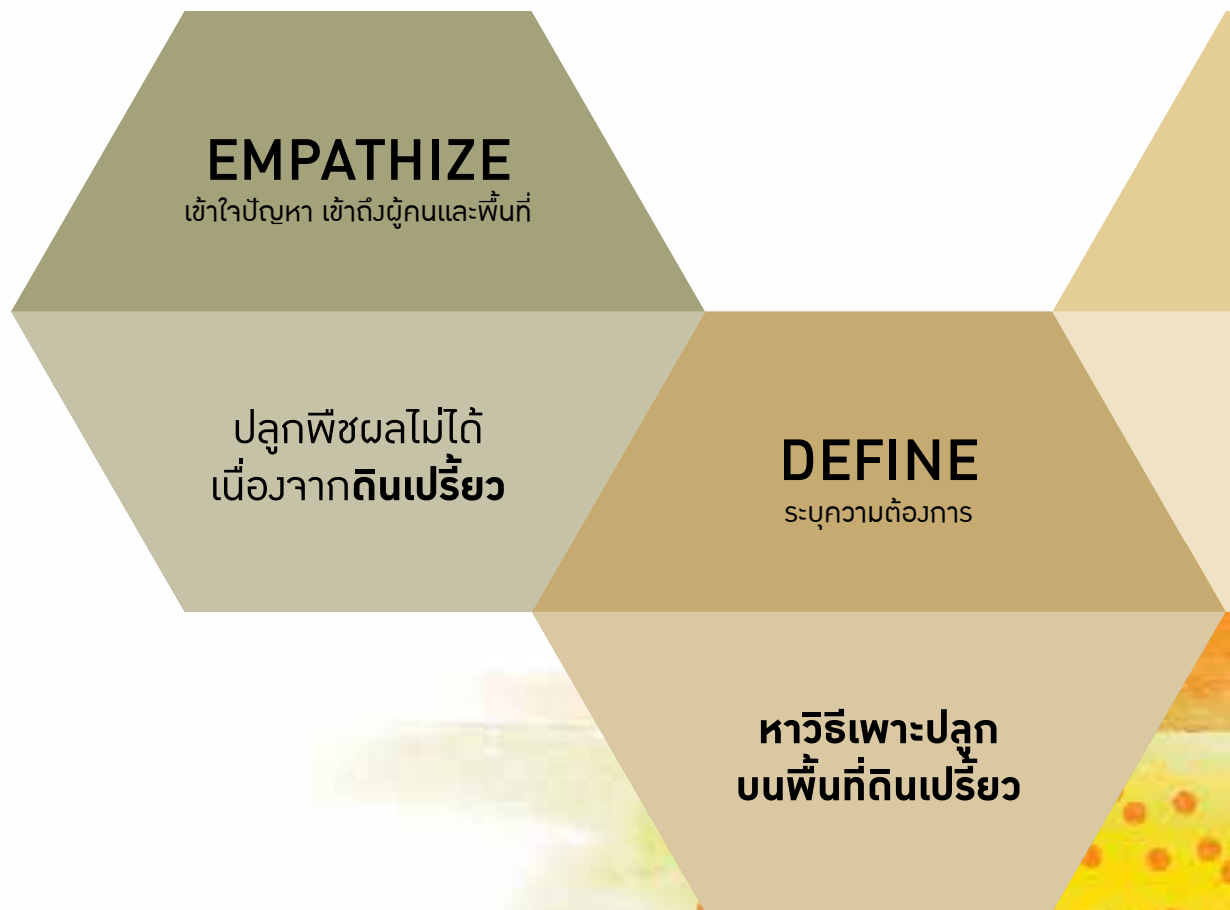 EMPATHIZE
เข้าใจปัญหา เข้าถึงผู้คนและพื้นที่
ปลูกพืชผลไม่ได้
เนื่องจากดินเปรี้ยว
DEFINE
ระบุความต้องการ
หาวิธีเพาะปลูก
บนพื้นที่ดินเปรี้ยว